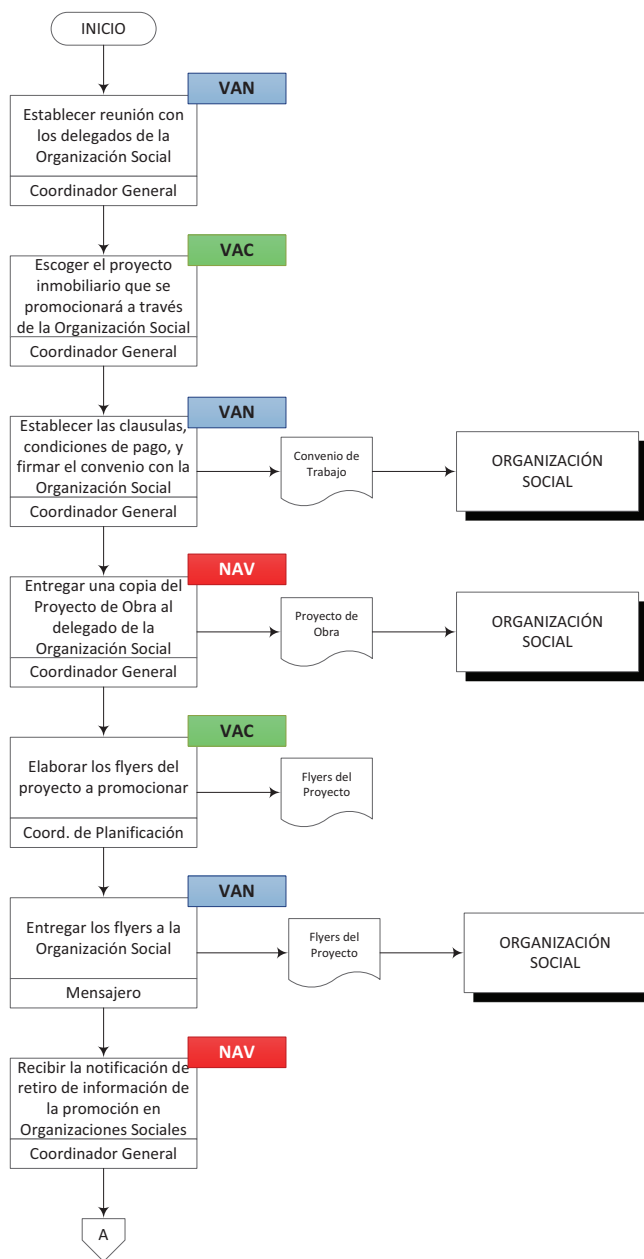 INICIO
VAN
Establecer reunión con
los delegados de la
Organización Social
Coordinador General
VAC
Escoger el proyecto
inmobiliario que se
promocionará a través
de la Organización Social
Coordinador General
VAN
Establecer las clausulas,
condiciones de pago, y
firmar el convenio con la
Organización Social
Coordinador General
Convenio de
Trabajo
ORGANIZACIÓN
SOCIAL
NAV
Entregar una copia del
Proyecto de Obra al
delegado de la
Organización Social
Coordinador General
Proyecto de
Obra
ORGANIZACIÓN
SOCIAL
VAC
Elaborar los flyers del
proyecto a promocionar
Coord. de Planificación
Flyers del
Proyecto
VAN
Entregar los flyers a la
Organización Social
Mensajero
Flyers del
Proyecto
ORGANIZACIÓN
SOCIAL
NAV
Recibir la notificación de
retiro de información de
la promoción en
Organizaciones Sociales
Coordinador General
A